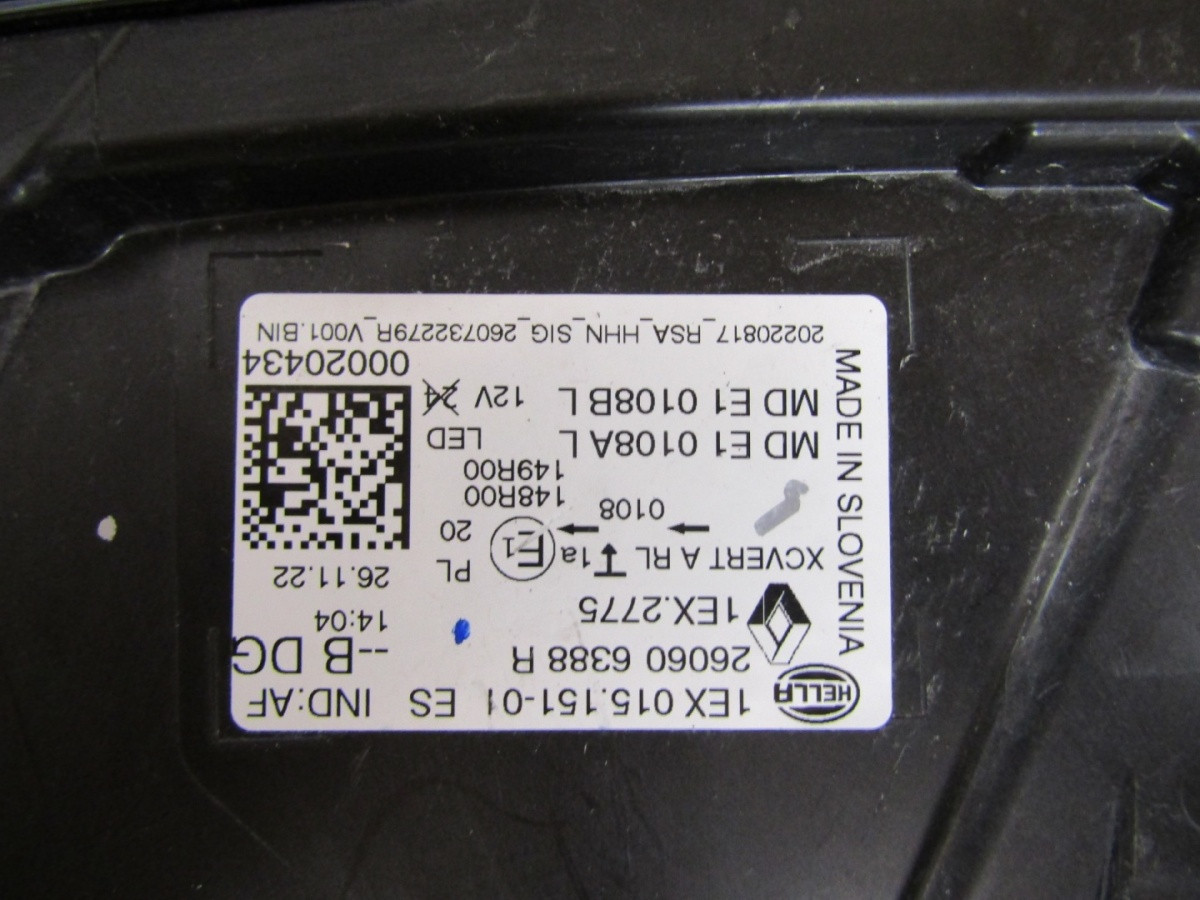 HELLA 1EX 015.151-01 ES IND:AF
26060 6388 R --B DG
1EX.2775 14:04
26.11.22
XCVERT A RL 1a E1 PL
0108 20
148R00
149R00
MD E1 0108A L LED
MD E1 0108B L 12V 24
00020434
20220817_RSA_HHN_SIG_260732279R_V001.BIN
MADE IN SLOVENIA